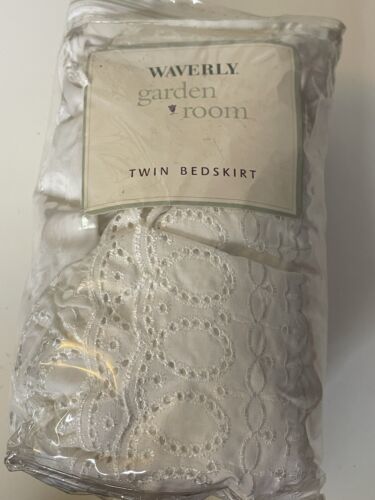 WAVERLY
garden
room
TWIN BEDSKIRT